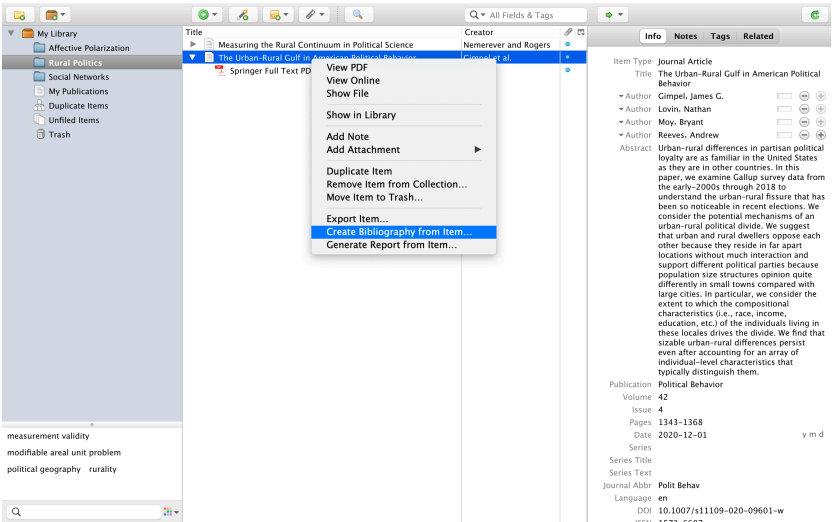 All Fields & Tags
My Library
Affective Polarization
Rural Politics
Social Networks
My Publications
Duplicate Items
Unfiled Items
Trash
Title
Creator
Measuring the Rural Continuum in Political Science
Nemerever and Rogers
The Urban-Rural Gulf in American Political Behavior
Gimpel et al.
Springer Full Text PD
View PDF
View Online
Show File
Show in Library
Add Note
Add Attachment
Duplicate Item
Remove Item from Collection...
Move Item to Trash...
Export Item...
Create Bibliography from Item...
Generate Report from Item...
Info Notes Tags Related
Item Type Journal Article
Title The Urban-Rural Gulf in American Political
Behavior
Author Gimpel, James G.
Author Lovin, Nathan
Author Moy, Bryant
Author Reeves, Andrew
Abstract Urban-rural differences in partisan political
loyalty are as familiar in the United States
as they are in other countries. In this
paper, we examine Gallup survey data from
the early-2000s through 2018 to
understand the urban-rural fissure that has
been so noticeable in recent elections. We
consider the potential mechanisms of an
urban-rural political divide. We suggest
that urban and rural dwellers oppose each
other because they reside in far apart
locations without much interaction and
support different political parties because
population size structures opinion quite
differently in small towns compared with
large cities. In particular, we consider the
extent to which the compositional
characteristics (i.e., race, income,
education, etc.) of the individuals living in
these locales drives the divide. We find that
sizable urban-rural differences persist
even after accounting for an array of
individual-level characteristics that
typically distinguish them.
Publication Political Behavior
Volume 42
Issue 4
Pages 1343-1368
Date 2020-12-01 y m d
Series
Series Title
Series Text
Journal Abbr Polit Behav
Language en
DOI 10.1007/s11109-020-09601-w
measurement validity
modifiable areal unit problem
political geography rurality